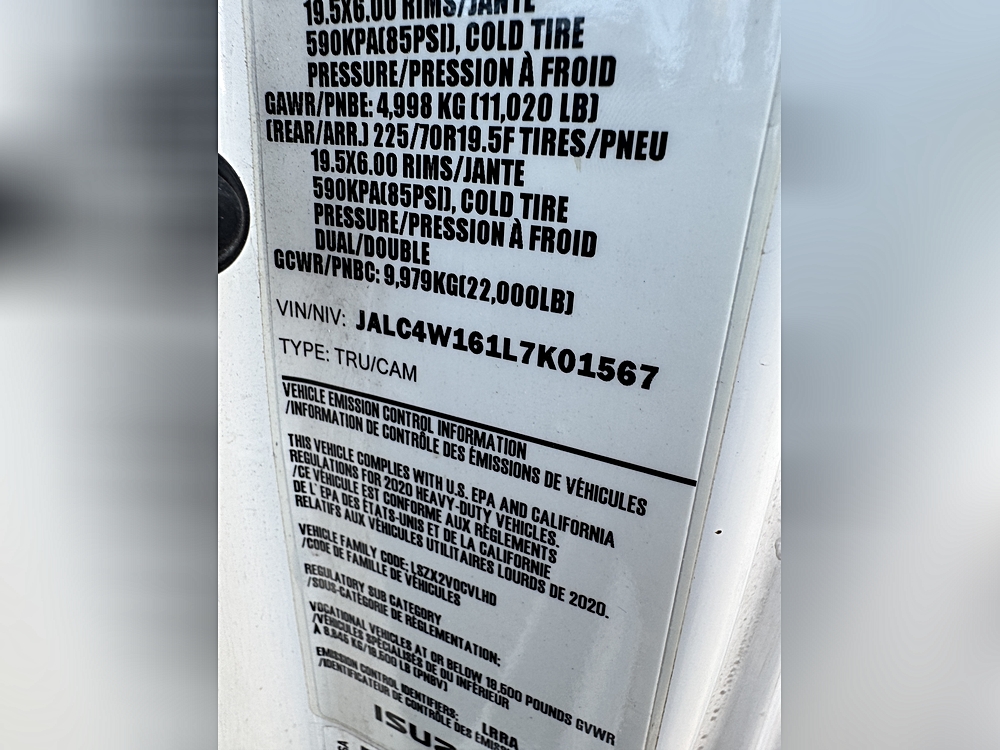 19.5X6.00 RIMS/JANTE
590KPA(85PSI), COLD TIRE
PRESSURE/PRESSION À FROID
GAWR/PNBE: 4,998 KG (11,020 LB)
(REAR/ARR.) 225/70R19.5F TIRES/PNEU
19.5X6.00 RIMS/JANTE
590KPA(85PSI), COLD TIRE
PRESSURE/PRESSION À FROID
DUAL/DOUBLE
GCWR/PNBC: 9,979KG(22,000LB)
VIN/NIV: JALC4W161L7K01567
TYPE: TRU/CAM
VEHICLE EMISSION CONTROL INFORMATION
/INFORMATION DE CONTRÔLE DES ÉMISSIONS DE VÉHICULES
THIS VEHICLE COMPLIES WITH U.S. EPA AND CALIFORNIA
REGULATIONS FOR 2020 HEAVY-DUTY VEHICLES.
/CE VÉHICULE EST CONFORME AUX RÈGLEMENTS
DE L'EPA DES ÉTATS-UNIS ET DE LA CALIFORNIE
RELATIFS AUX VÉHICULES UTILITAIRES LOURDS DE 2020.
VEHICLE FAMILY CODE: LSZX2VOCVLHD
/CODE DE FAMILLE DE VÉHICULES
REGULATORY SUB CATEGORY
/SOUS-CATÉGORIE DE RÈGLEMENTATION:
VOCATIONAL VEHICLES AT OR BELOW 19,500 POUNDS GVWR
/VÉHICULES SPÉCIALISÉS DE OU INFÉRIEUR
À 8,845 KG/19,500 LB (PNBV)
EMISSION CONTROL IDENTIFIERS: LRRA
/IDENTIFICATEUR DE CONTRÔLE DES ÉMISS
ISUZ